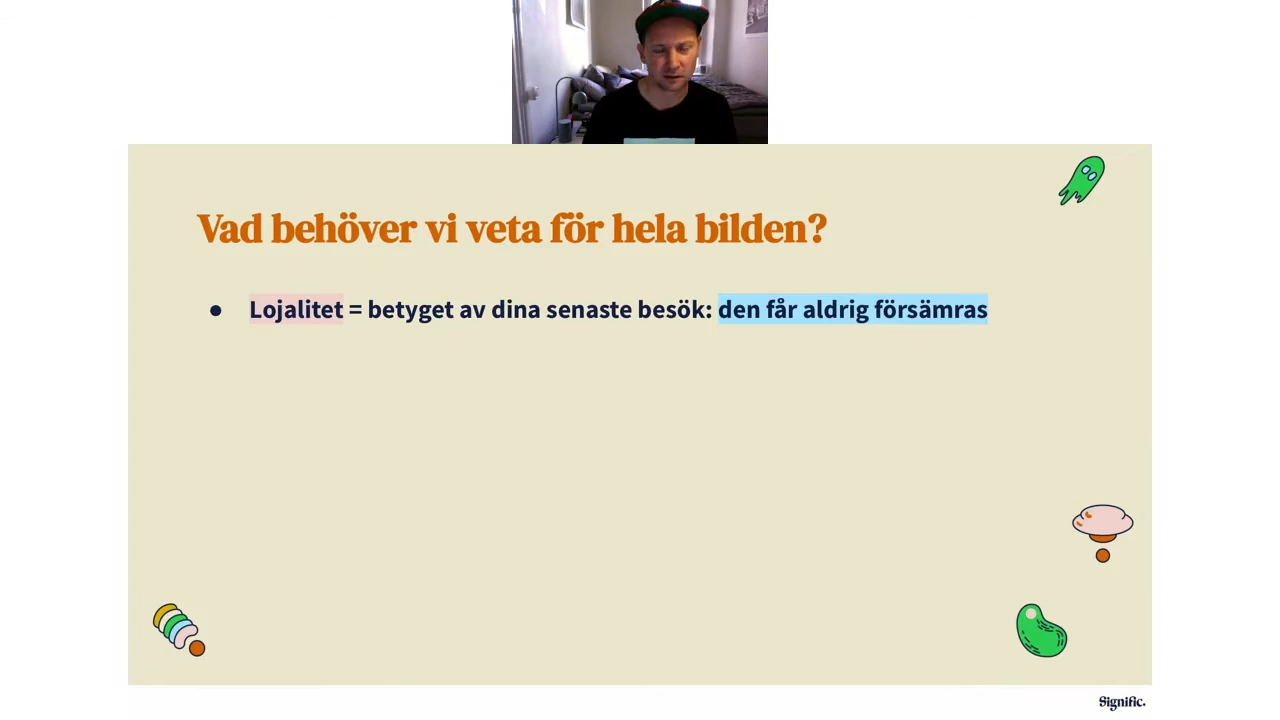 Vad behöver vi veta för hela bilden?
● Lojalitet = betyget av dina senaste besök: den får aldrig försämras
Signific.